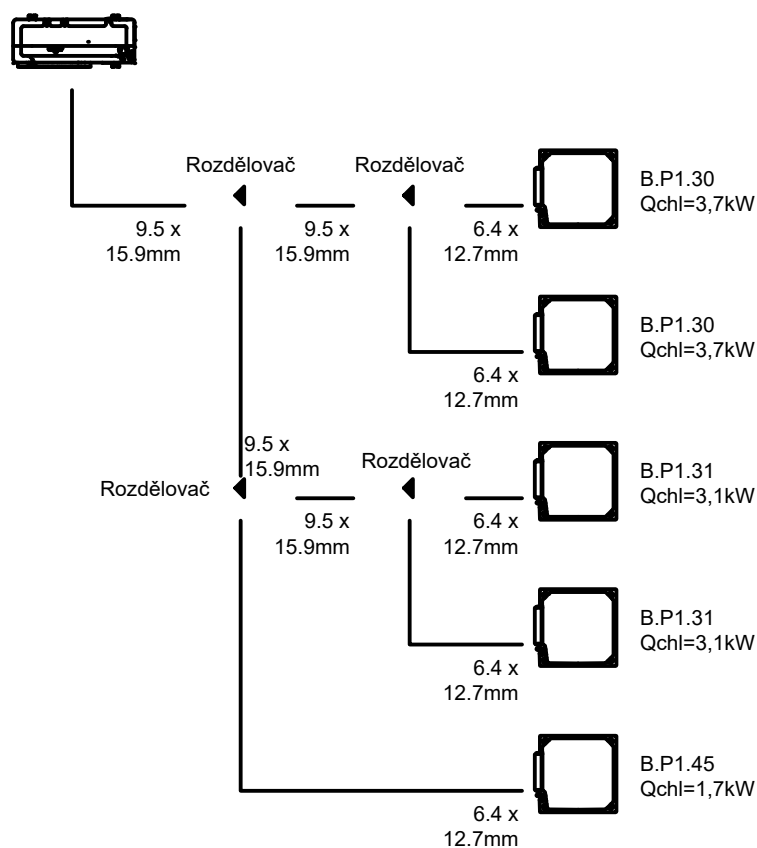 Rozdělovač
Rozdělovač
B.P1.30
Qchl=3,7kW
9.5 x
15.9mm
9.5 x
15.9mm
6.4 x
12.7mm
B.P1.30
Qchl=3,7kW
6.4 x
12.7mm
9.5 x
15.9mm
Rozdělovač
Rozdělovač
B.P1.31
Qchl=3,1kW
9.5 x
15.9mm
6.4 x
12.7mm
B.P1.31
Qchl=3,1kW
6.4 x
12.7mm
B.P1.45
Qchl=1,7kW
6.4 x
12.7mm